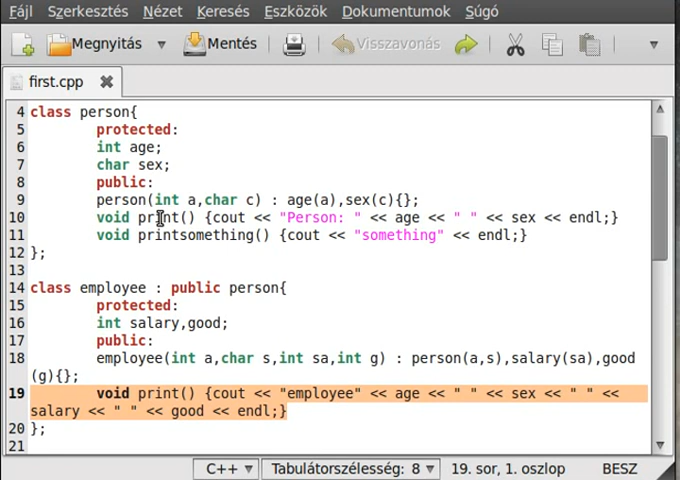 Fájl Szerkesztés Nézet Keresés Eszközök Dokumentumok Súgó
Megnyitás Mentés Visszavonás
first.cpp
4 class person{
5 protected:
6 int age;
7 char sex;
8 public:
9 person(int a,char c) : age(a),sex(c){};
10 void print() {cout << "Person: " << age << " " << sex << endl;}
11 void printsomething() {cout << "something" << endl;}
12 };
13
14 class employee : public person{
15 protected:
16 int salary,good;
17 public:
18 employee(int a,char s,int sa,int g) : person(a,s),salary(sa),good
(g){};
19 void print() {cout << "employee" << age << " " << sex << " " <<
salary << " " << good << endl;}
20 };
21
C++ Tabulátorszélesség: 8 19. sor, 1. oszlop BESZ